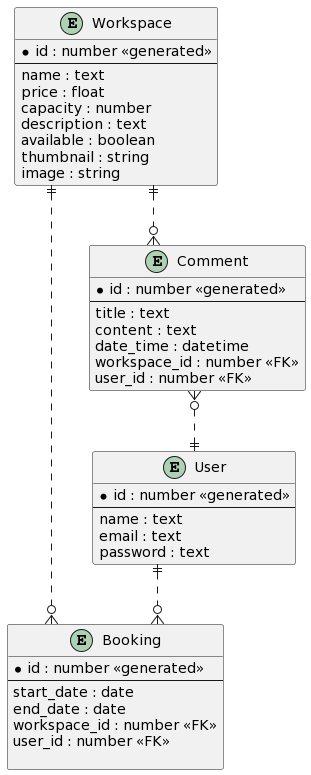 E Workspace
* id : number «generated»
name : text
price : float
capacity : number
description : text
available : boolean
thumbnail : string
image : string
E Comment
* id : number «generated»
title : text
content : text
date_time : datetime
workspace_id : number «FK»
user_id : number «FK»
E User
* id : number «generated»
name : text
email : text
password : text
E Booking
* id : number «generated»
start_date : date
end_date : date
workspace_id : number «FK»
user_id : number «FK»